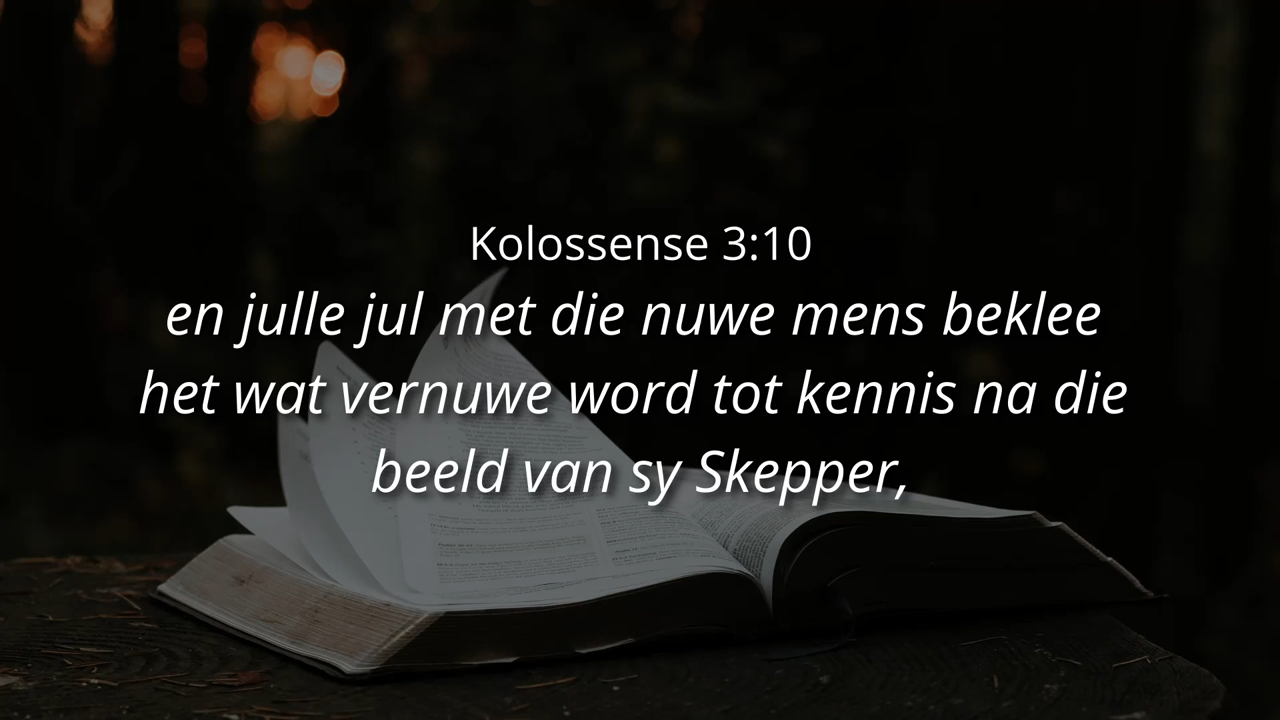 Kolossense 3:10
en julle jul met die nuwe mens beklee
het wat vernuwe word tot kennis na die
beeld van sy Skepper,